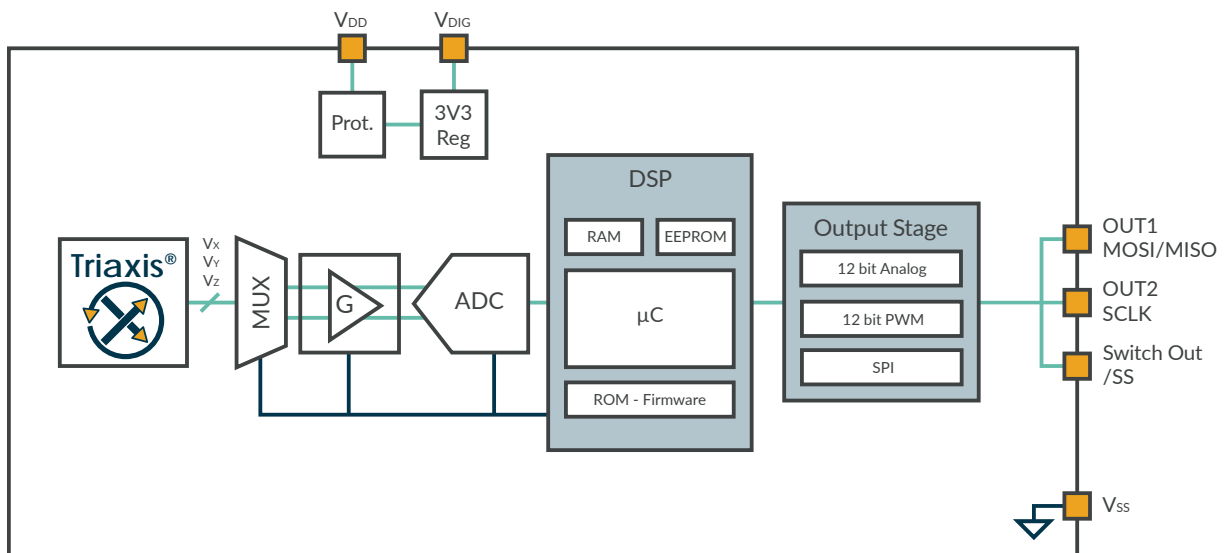 VDD
VDIG
Prot.
3V3
Reg
Triaxis®
VX
VY
VZ
MUX
G
ADC
DSP
RAM
EEPROM
µC
ROM - Firmware
Output Stage
12 bit Analog
12 bit PWM
SPI
OUT1
MOSI/MISO
OUT2
SCLK
Switch Out
/SS
VSS